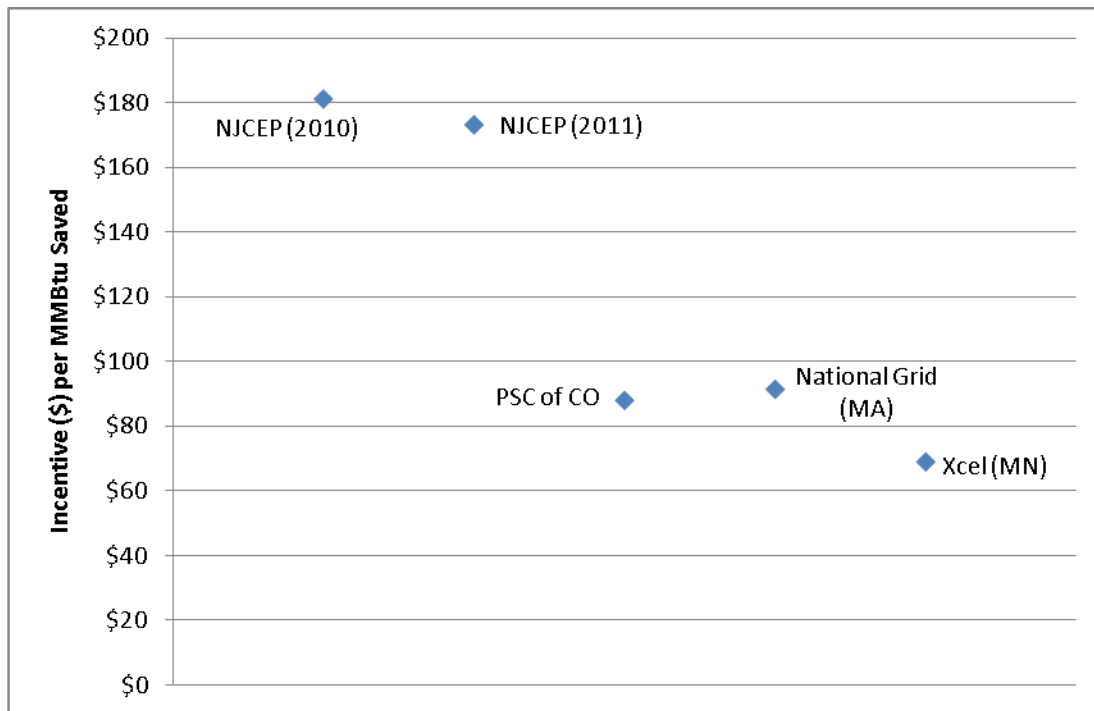 Incentive ($) per MMBtu Saved
$200
$180
$160
$140
$120
$100
$80
$60
$40
$20
$0
NJCEP (2010)
NJCEP (2011)
PSC of CO
National Grid
(MA)
Xcel (MN)